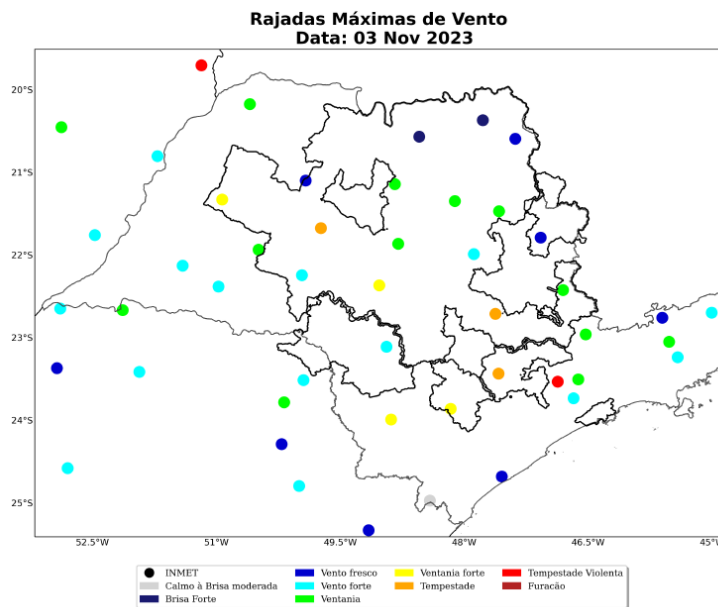 Rajadas Máximas de Vento
Data: 03 Nov 2023
20°S
21°S
22°S
23°S
24°S
25°S
52.5°W
51°W
49.5°W
48°W
46.5°W
45°W
INMET
Calmo à Brisa moderada
Brisa Forte
Vento fresco
Vento forte
Ventania
Ventania forte
Tempestade
Tempestade Violenta
Furacão